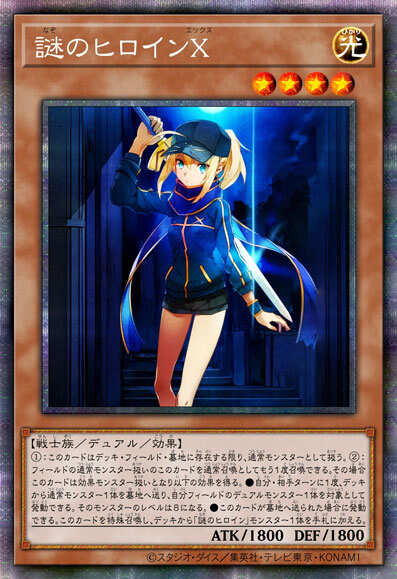 謎のヒロインX
光
【戦士族／デュアル／効果】
①：このカードはデッキ・フィールド・墓地に存在する限り、通常モンスターとして扱う。②：
フィールドの通常モンスター扱いのこのカードを通常召喚としてもう1度召喚できる。その場合
このカードは効果モンスター扱いとなり以下の効果を得る。●自分・相手ターンに1度、デッキ
から通常モンスター1体を墓地へ送り、自分フィールドのデュアルモンスター1体を対象として
発動できる。そのモンスターのレベルは8になる。●このカードが墓地へ送られた場合に
発動できる。このカードを特殊召喚し、デッキから「謎のヒロイン」モンスター1体を手札に加える。
ATK/1800 DEF/1800
©スタジオ・ダイス／集英社・テレビ東京・KONAMI